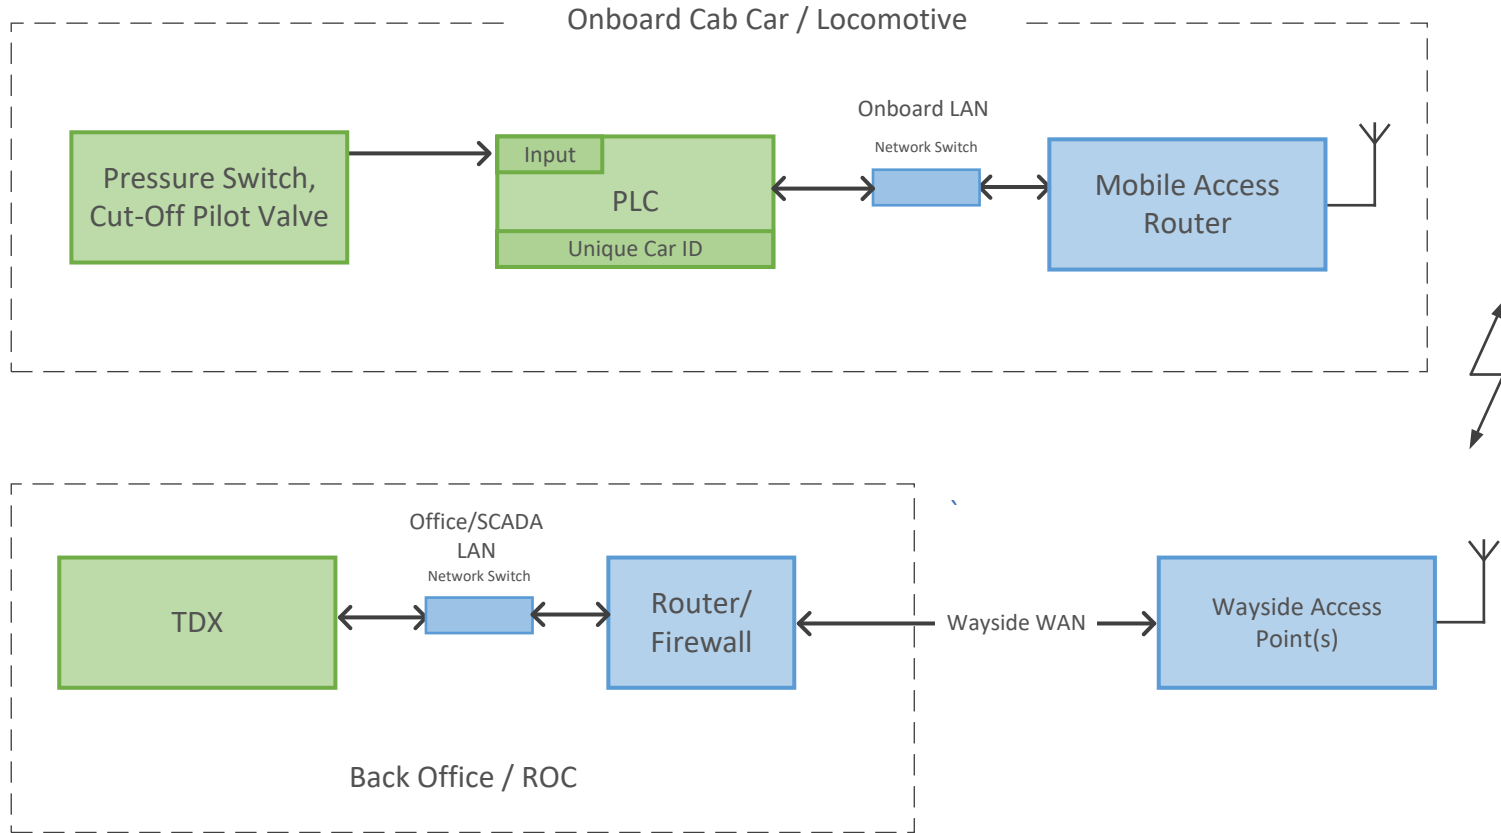 Onboard Cab Car / Locomotive
Pressure Switch,
Cut-Off Pilot Valve
Input
PLC
Unique Car ID
Onboard LAN
Network Switch
Mobile Access
Router
TDX
Office/SCADA
LAN
Network Switch
Router/
Firewall
`
Wayside WAN
Wayside Access
Point(s)
Back Office / ROC